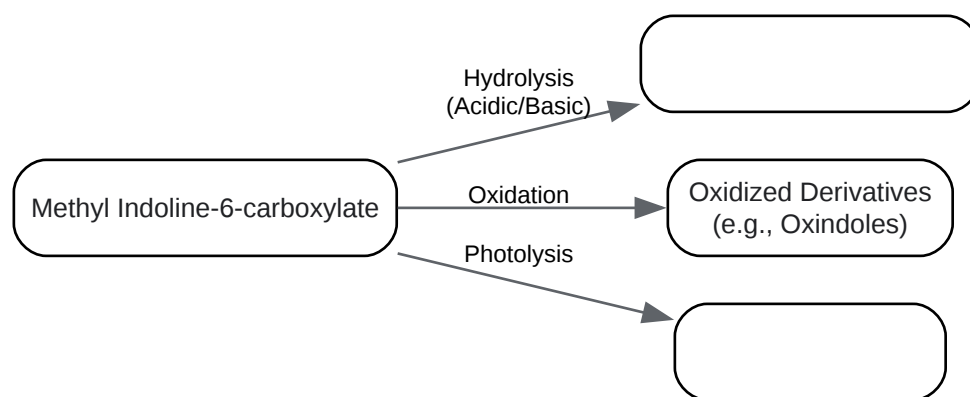 Hydrolysis
(Acidic/Basic)
Methyl Indoline-6-carboxylate
Oxidation
Oxidized Derivatives
(e.g., Oxindoles)
Photolysis